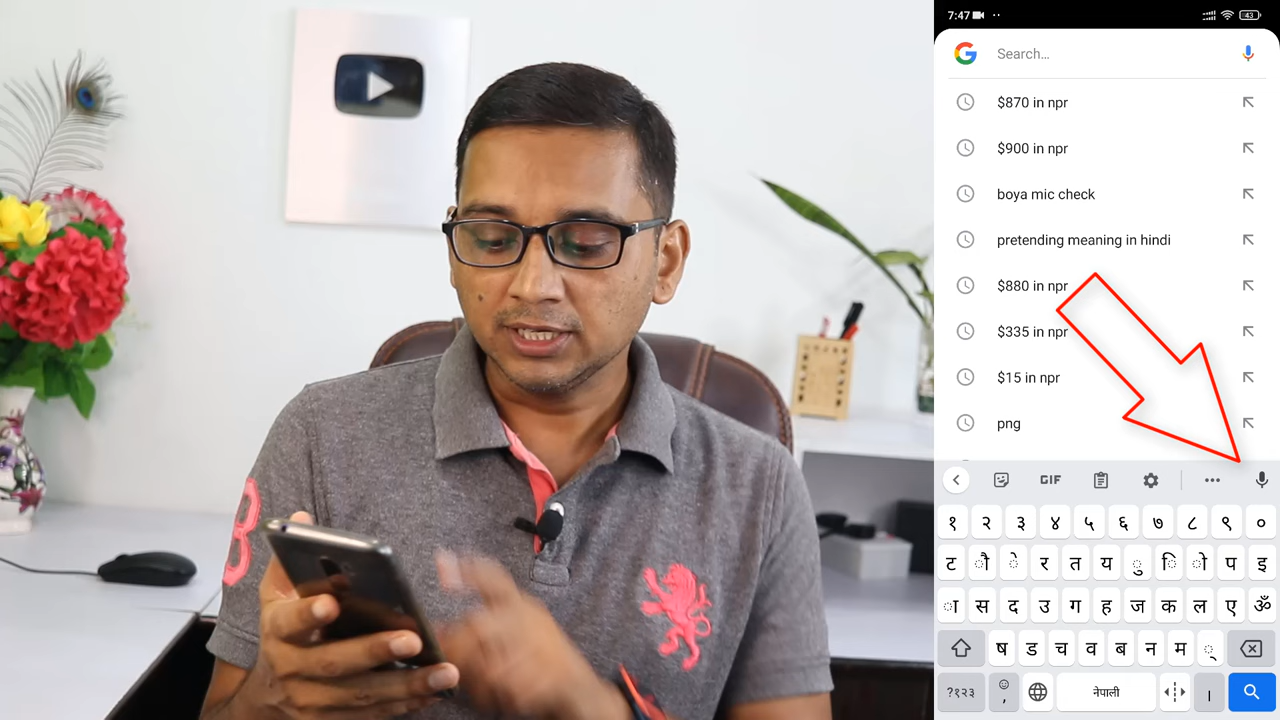 7:47
43
Search...
$870 in npr
$900 in npr
boya mic check
pretending meaning in hindi
$880 in npr
$335 in npr
$15 in npr
png
GIF
१ २ ३ ४ ५ ६ ७ ८ ९ ०
ट ौ े र त य ु ि ो प इ
ा स द उ ग ह ज क ल ए ॐ
ष ड च व ब न म ्
?१२३ , नेपाली ।
3